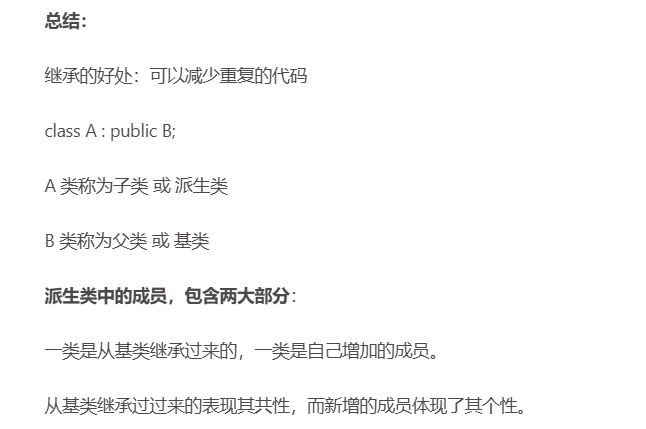 总结：
继承的好处：可以减少重复的代码
class A : public B;
A 类称为子类 或 派生类
B 类称为父类 或 基类
派生类中的成员，包含两大部分：
一类是从基类继承过来的，一类是自己增加的成员。
从基类继承过过来的表现其共性，而新增的成员体现了其个性。